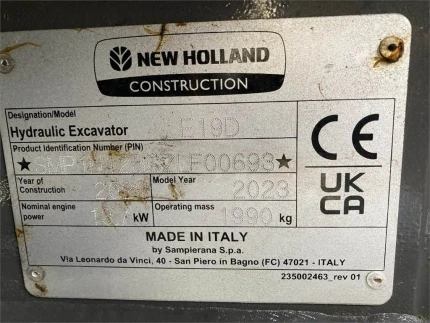 NEW HOLLAND
CONSTRUCTION
Designation/Model
Hydraulic Excavator E19D
Product Identification Number (PIN)
Year of Construction Model Year 2023
Nominal engine power kW Operating mass 1990 kg
CE
UK
CA
MADE IN ITALY
by Sampierana S.p.a.
Via Leonardo da Vinci, 40 - San Piero in Bagno (FC) 47021 - ITALY
235002463_rev 01